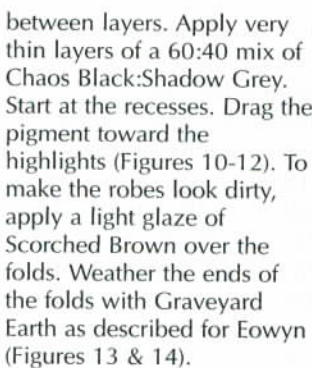 between layers. Apply very
thin layers of a 60:40 mix of
Chaos Black:Shadow Grey.
Start at the recesses. Drag the
pigment toward the
highlights (Figures 10-12). To
make the robes look dirty,
apply a light glaze of
Scorched Brown over the
folds. Weather the ends of
the folds with Graveyard
Earth as described for Eowyn
(Figures 13 & 14).